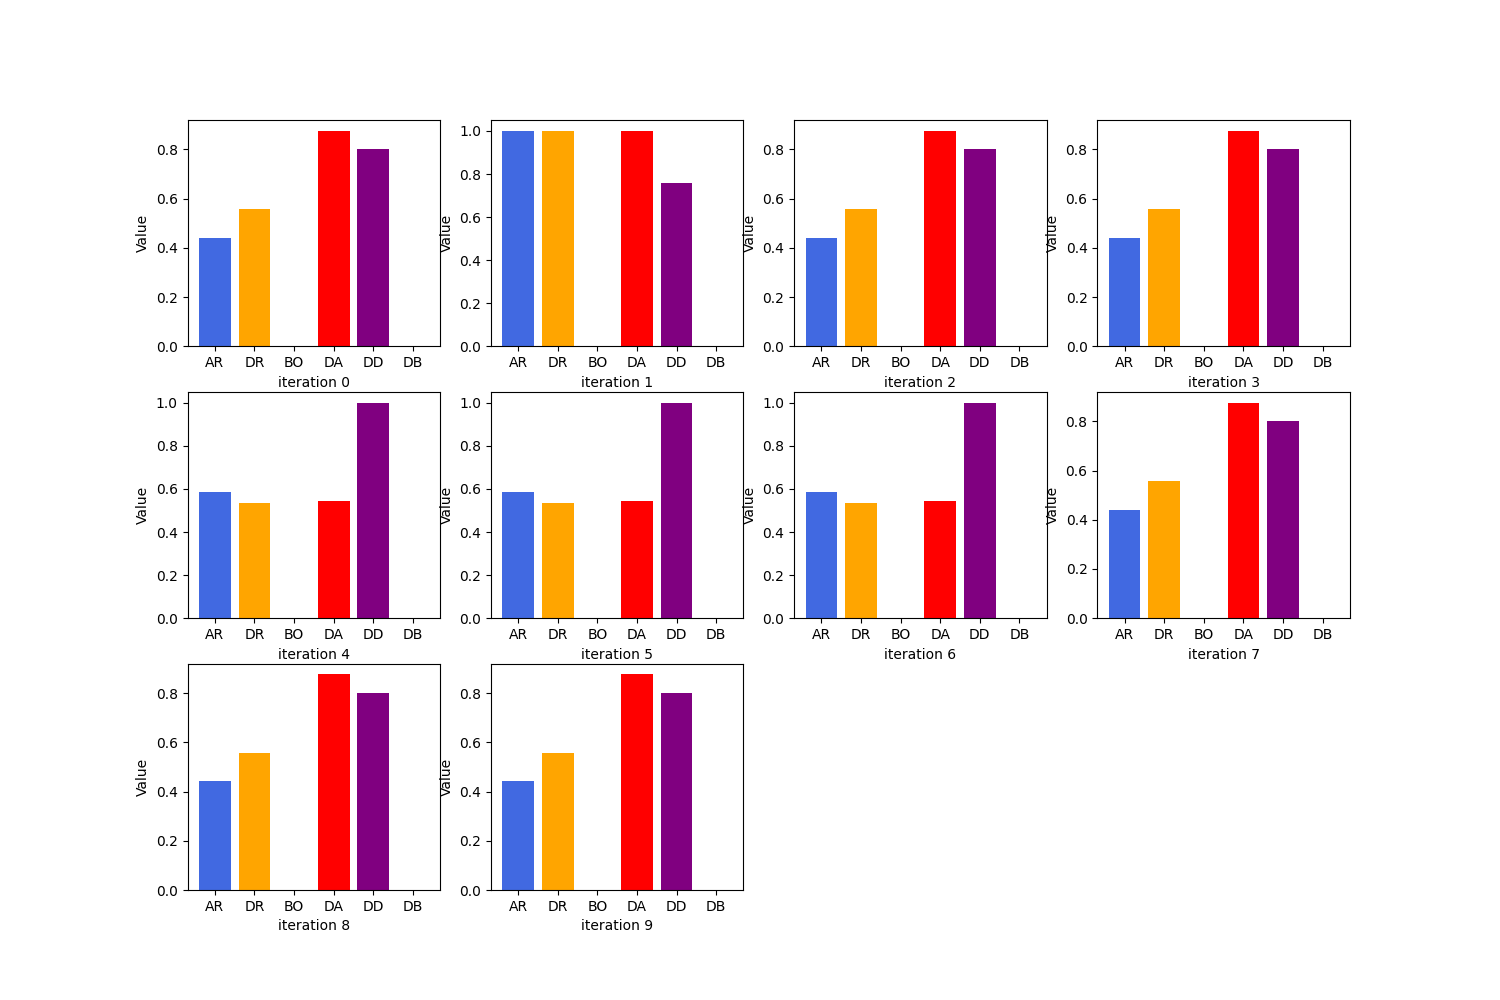 Value
0.8
0.6
0.4
0.2
0.0
AR DR BO DA DD DB
iteration 0
Value
1.0
0.8
0.6
0.4
0.2
0.0
AR DR BO DA DD DB
iteration 1
Value
0.8
0.6
0.4
0.2
0.0
AR DR BO DA DD DB
iteration 2
Value
0.8
0.6
0.4
0.2
0.0
AR DR BO DA DD DB
iteration 3
Value
1.0
0.8
0.6
0.4
0.2
0.0
AR DR BO DA DD DB
iteration 4
Value
1.0
0.8
0.6
0.4
0.2
0.0
AR DR BO DA DD DB
iteration 5
Value
1.0
0.8
0.6
0.4
0.2
0.0
AR DR BO DA DD DB
iteration 6
Value
0.8
0.6
0.4
0.2
0.0
AR DR BO DA DD DB
iteration 7
Value
0.8
0.6
0.4
0.2
0.0
AR DR BO DA DD DB
iteration 8
Value
0.8
0.6
0.4
0.2
0.0
AR DR BO DA DD DB
iteration 9